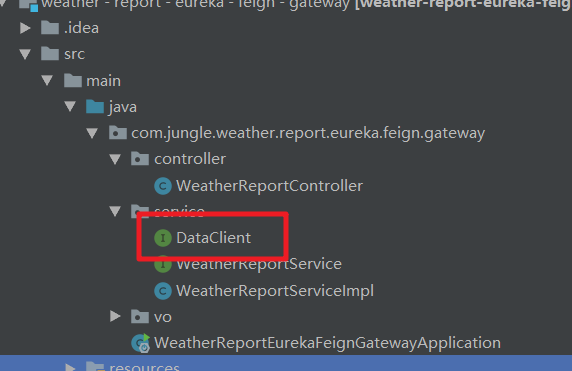 weather - report - eureka - feign - gateway [weather-report-eureka-feig
.idea
src
main
java
com.jungle.weather.report.eureka.feign.gateway
controller
WeatherReportController
service
DataClient
WeatherReportService
WeatherReportServiceImpl
vo
WeatherReportEurekaFeignGatewayApplication
resources